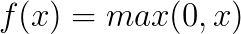 f(x) = max(0, x)